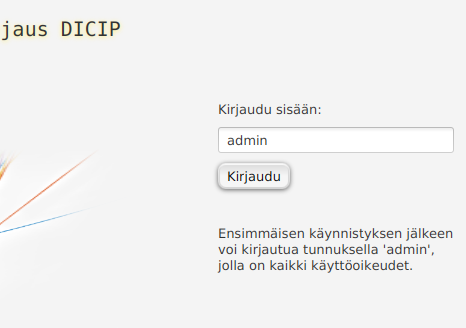 jaus DICIP
Kirjaudu sisään:
admin
Kirjaudu
Ensimmäisen käynnistyksen jälkeen
voi kirjautua tunnuksella 'admin',
jolla on kaikki käyttöoikeudet.